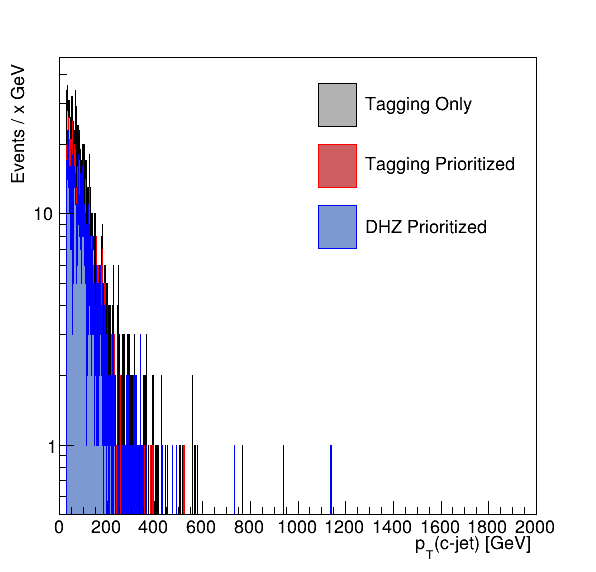 Events / x GeV
10
1
Tagging Only
Tagging Prioritized
DHZ Prioritized
0 200 400 600 800 1000 1200 1400 1600 1800 2000
p_T(c-jet) [GeV]